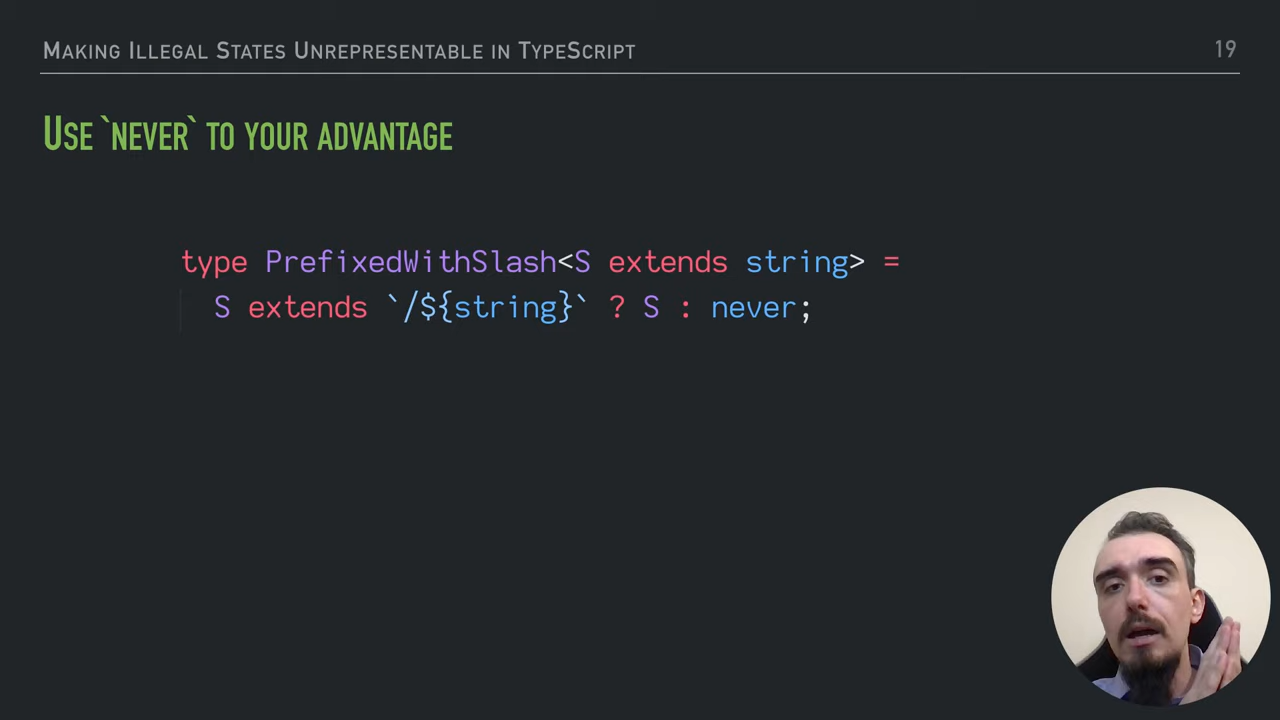 Making Illegal States Unrepresentable in TypeScript 19
Use `never` to your advantage
type PrefixedWithSlash<S extends string> =
S extends `/${string}` ? S : never;